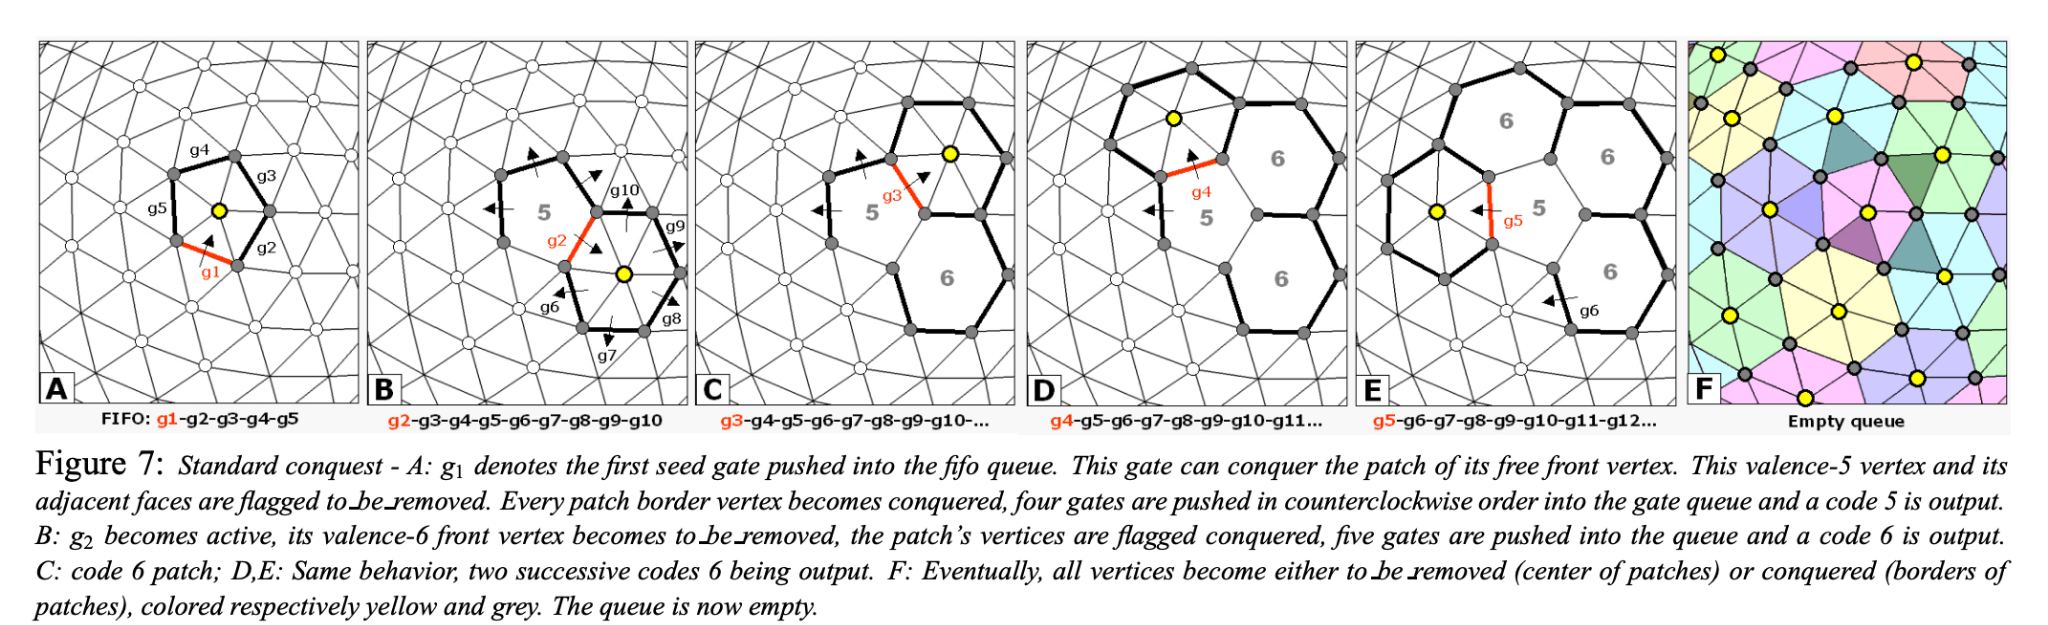 g4
g3
g5
g2
g1
A
FIFO: g1-g2-g3-g4-g5
5
g10
g9
g2
g6
g8
g7
B
g2-g3-g4-g5-g6-g7-g8-g9-g10
g3
5
6
C
g3-g4-g5-g6-g7-g8-g9-g10-...
6
g4
5
6
D
g4-g5-g6-g7-g8-g9-g10-g11...
6
6
5
g5
6
g6
E
g5-g6-g7-g8-g9-g10-g11-g12...
F
Empty queue
Figure 7: Standard conquest - A: g1 denotes the first seed gate pushed into the fifo queue. This gate can conquer the patch of its free front vertex. This valence-5 vertex and its
adjacent faces are flagged to_be_removed. Every patch border vertex becomes conquered, four gates are pushed in counterclockwise order into the gate queue and a code 5 is output.
B: g2 becomes active, its valence-6 front vertex becomes to_be_removed, the patch's vertices are flagged conquered, five gates are pushed into the queue and a code 6 is output.
C: code 6 patch; D,E: Same behavior, two successive codes 6 being output. F: Eventually, all vertices become either to_be_removed (center of patches) or conquered (borders of
patches), colored respectively yellow and grey. The queue is now empty.